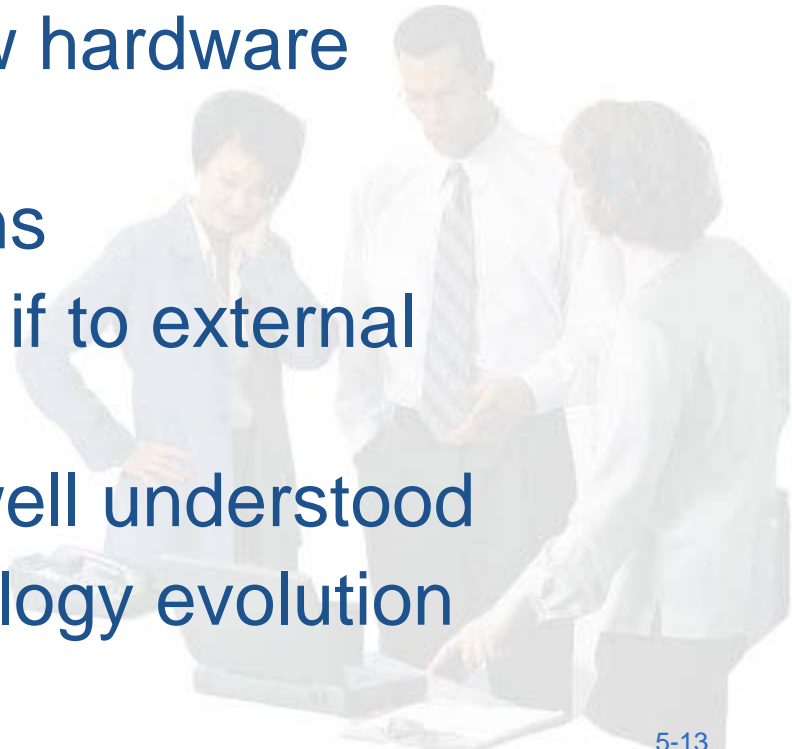 w hardware
ns
if to external
vell understood
logy evolution
5-13